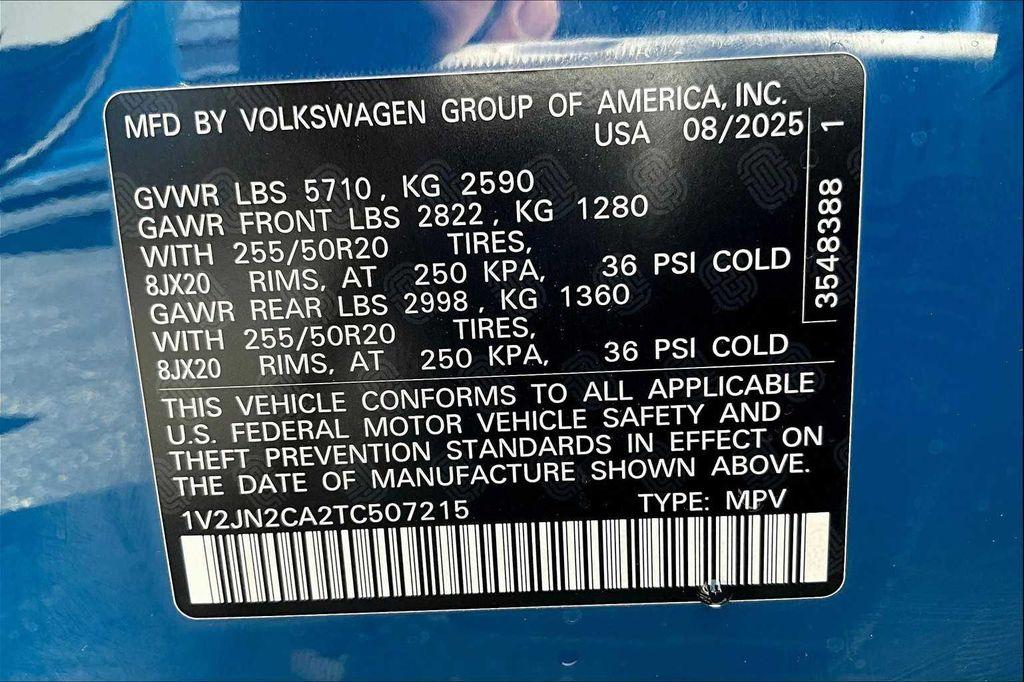 MFD BY VOLKSWAGEN GROUP OF AMERICA, INC.
USA 08/2025
GVWR LBS 5710, KG 2590
GAWR FRONT LBS 2822, KG 1280
WITH 255/50R20 TIRES,
8JX20 RIMS, AT 250 KPA, 36 PSI COLD
GAWR REAR LBS 2998, KG 1360
WITH 255/50R20 TIRES,
8JX20 RIMS, AT 250 KPA, 36 PSI COLD
THIS VEHICLE CONFORMS TO ALL APPLICABLE
U.S. FEDERAL MOTOR VEHICLE SAFETY AND
THEFT PREVENTION STANDARDS IN EFFECT ON
THE DATE OF MANUFACTURE SHOWN ABOVE.
1V2JN2CA2TC507215 TYPE: MPV
3548388 1